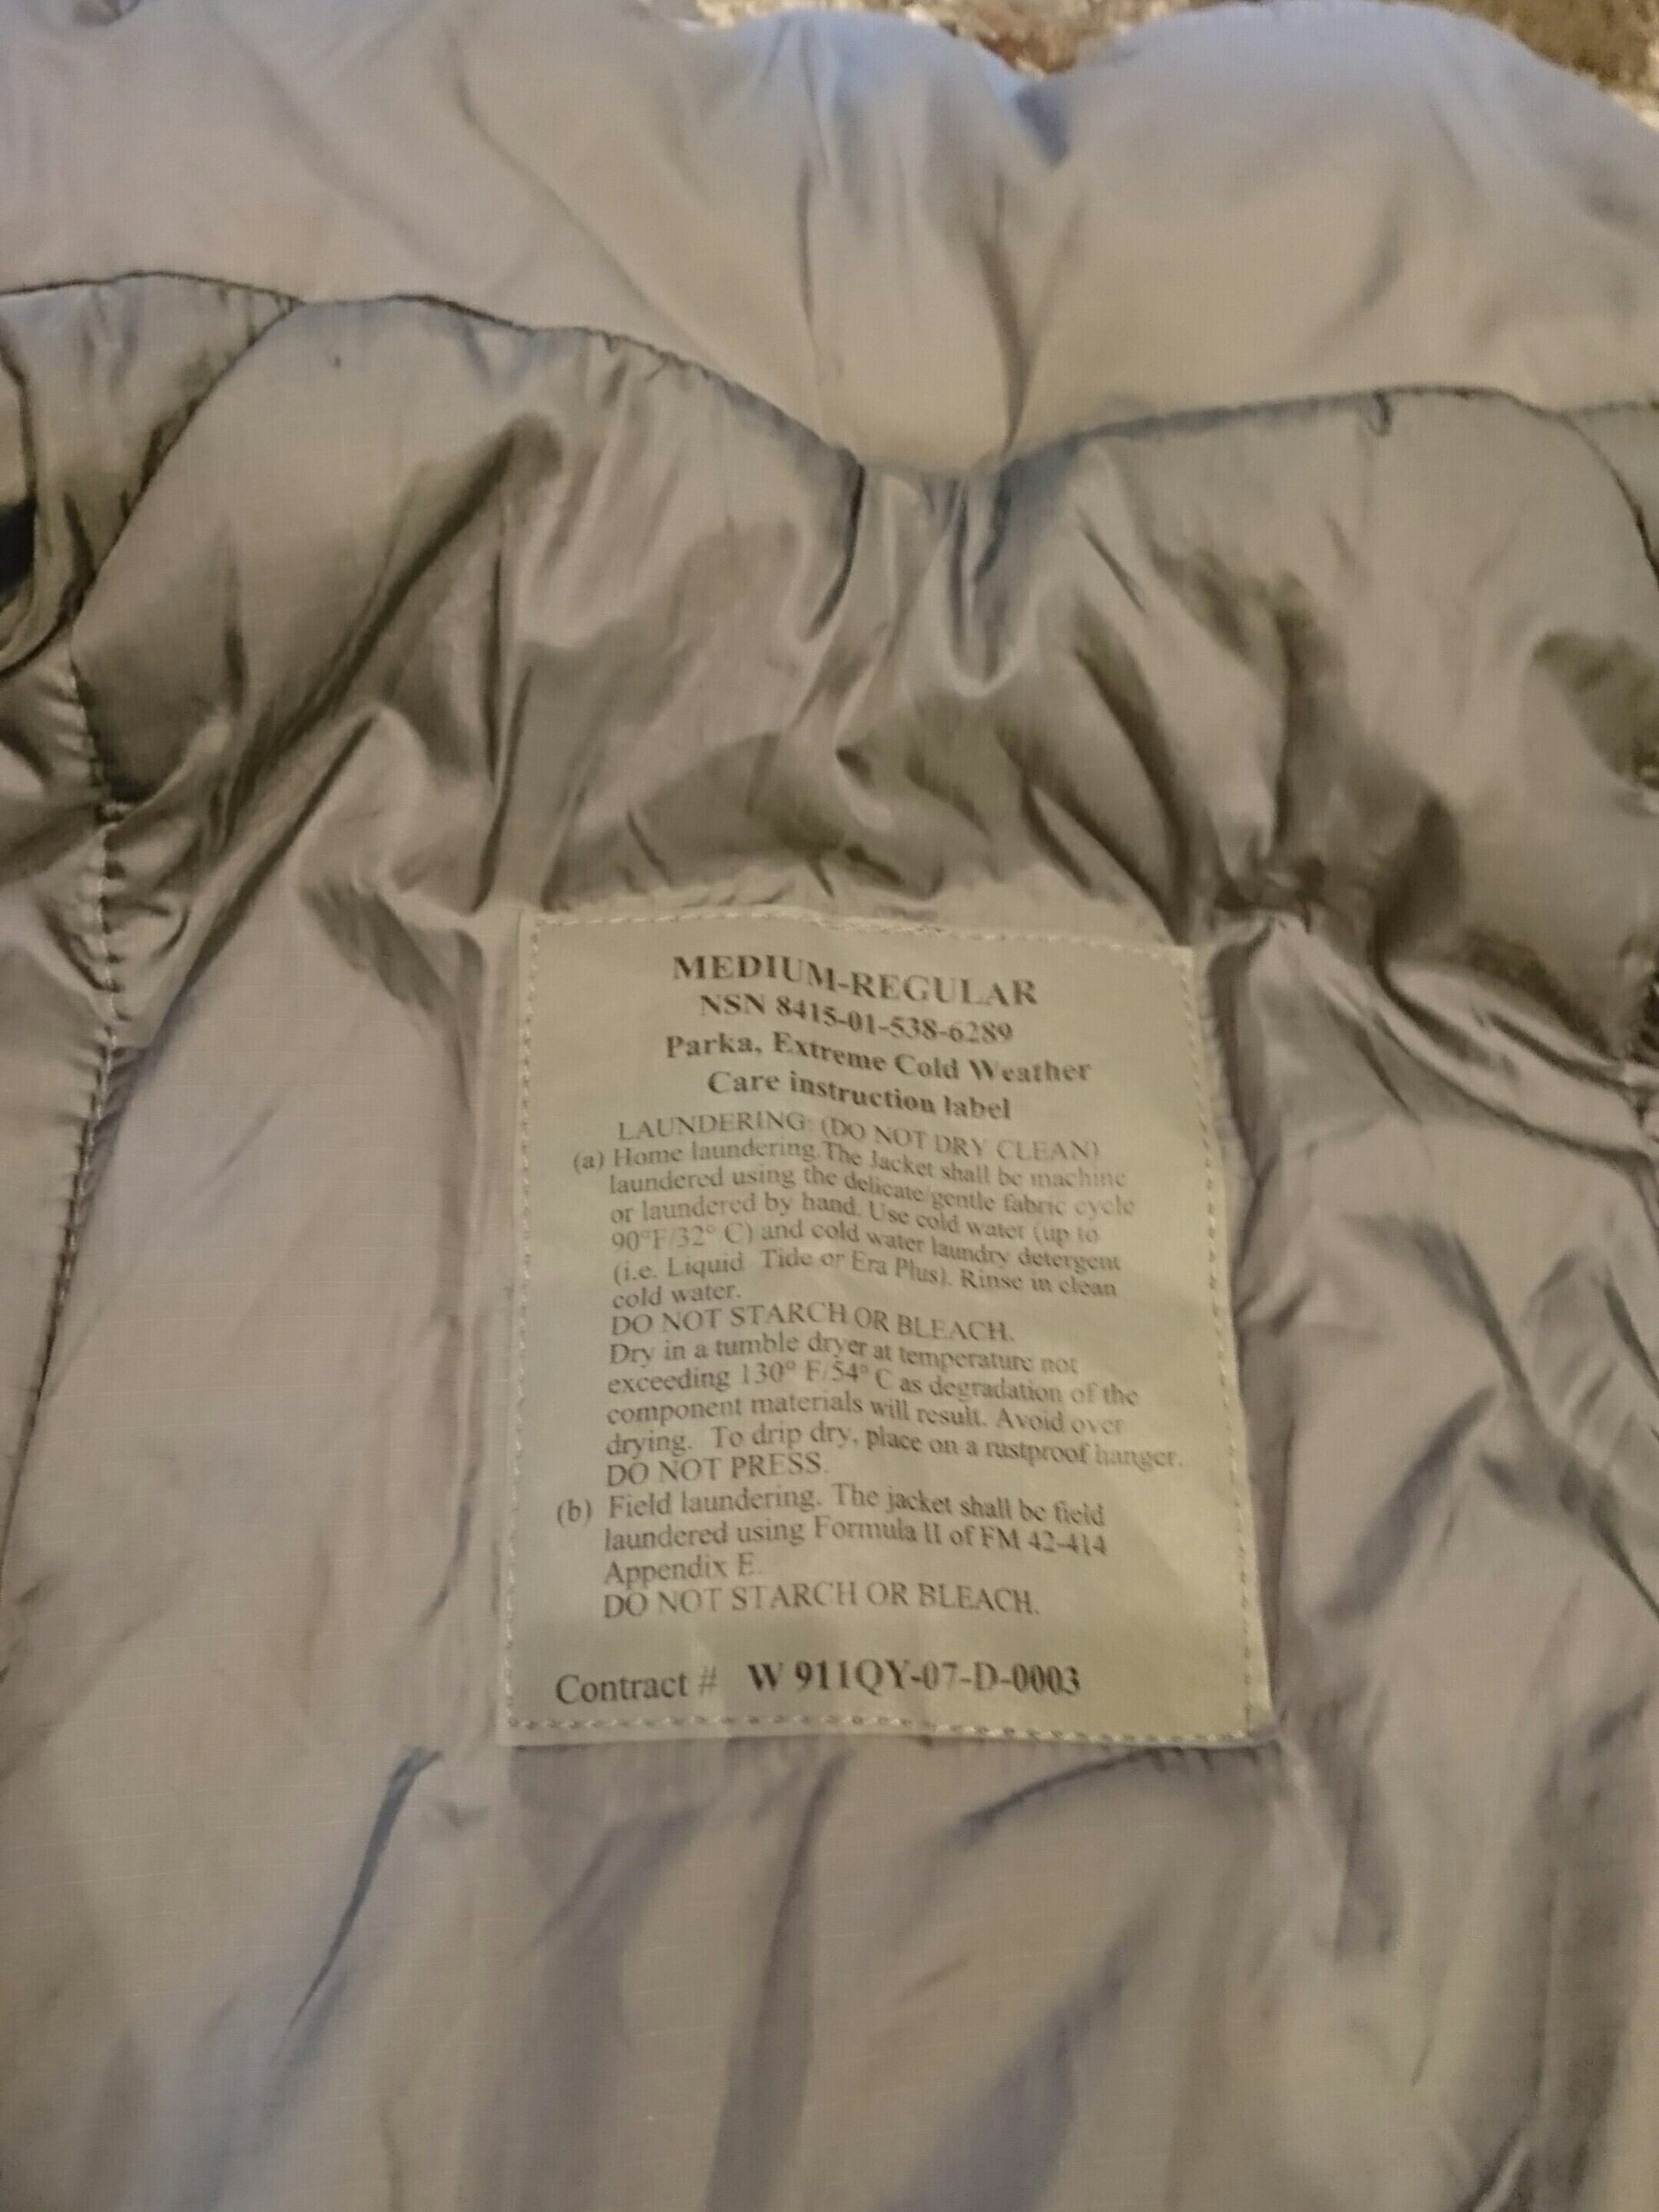 MEDIUM-REGULAR
NSN 8415-01-538-6289
Parka, Extreme Cold Weather
Care instruction label
LAUNDERING: (DO NOT DRY CLEAN)
(a) Home laundering.The Jacket shall be machine
laundered using the delicate/gentle fabric cycle
or laundered by hand. Use cold water (up to
90°F/32° C) and cold water laundry detergent
(i.e. Liquid Tide or Era Plus). Rinse in clean
cold water.
DO NOT STARCH OR BLEACH.
Dry in a tumble dryer at temperature not
exceeding 130° F/54° C as degradation of the
component materials will result. Avoid over
drying. To drip dry, place on a rustproof hanger.
DO NOT PRESS.
(b) Field laundering. The jacket shall be field
laundered using Formula II of FM 42-414
Appendix E.
DO NOT STARCH OR BLEACH.
Contract # W 911QY-07-D-0003